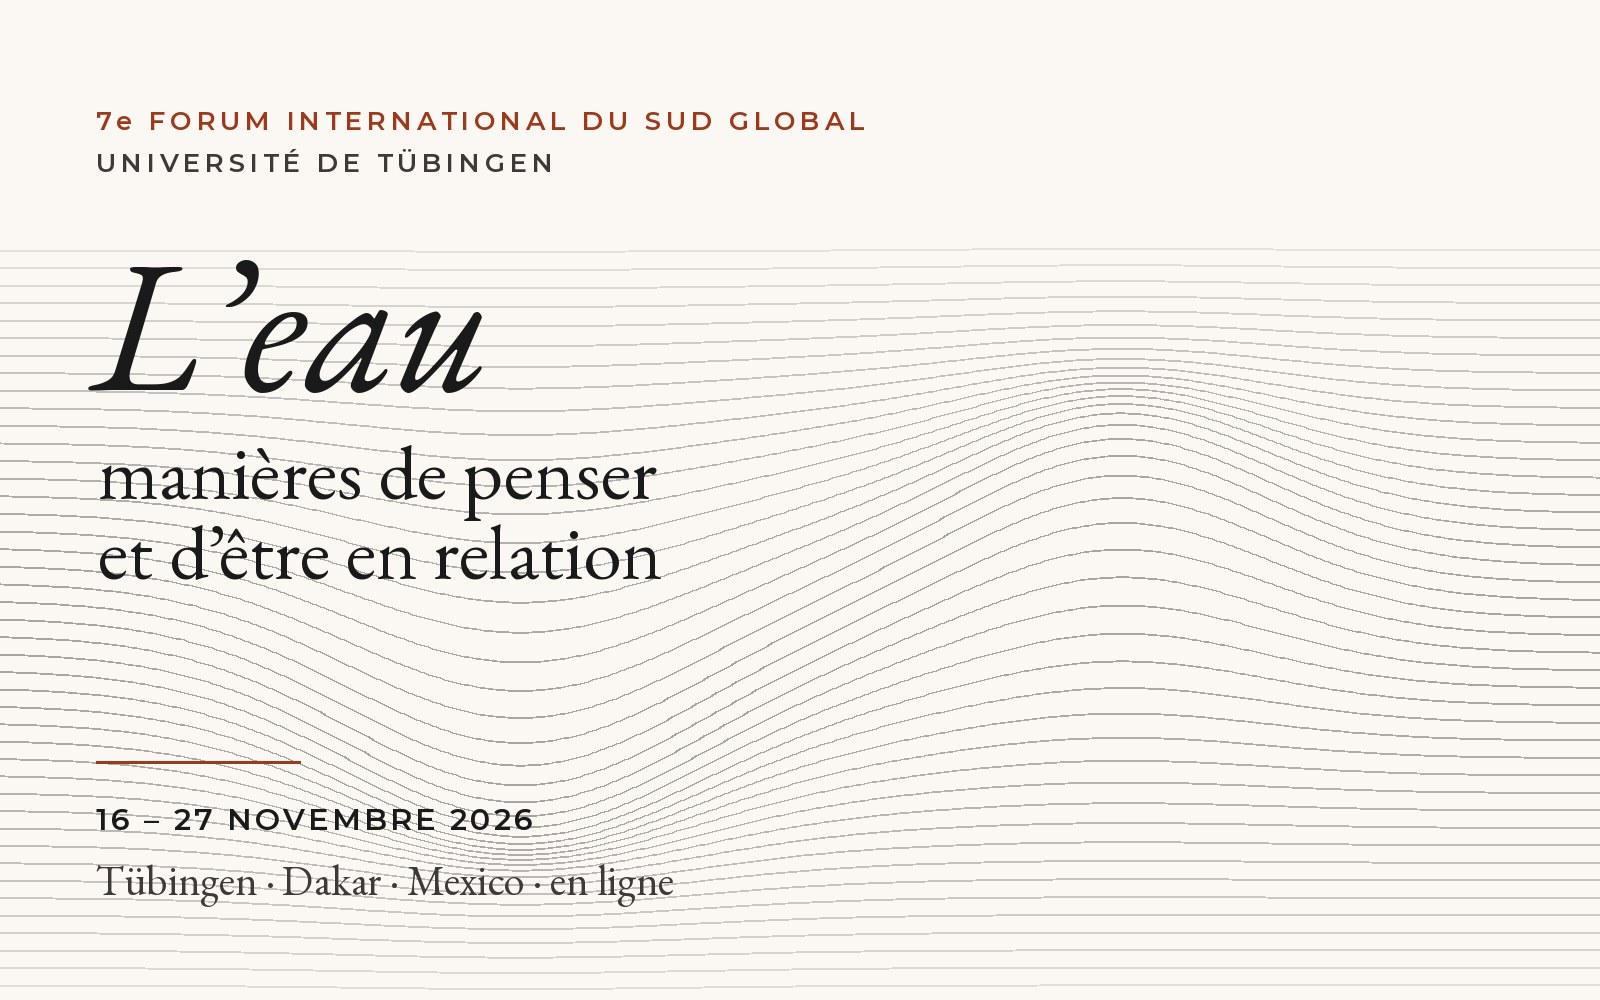 7e FORUM INTERNATIONAL DU SUD GLOBAL
UNIVERSITÉ DE TÜBINGEN
L’eau
manières de penser
et d’être en relation
16 – 27 NOVEMBRE 2026
Tübingen · Dakar · Mexico · en ligne